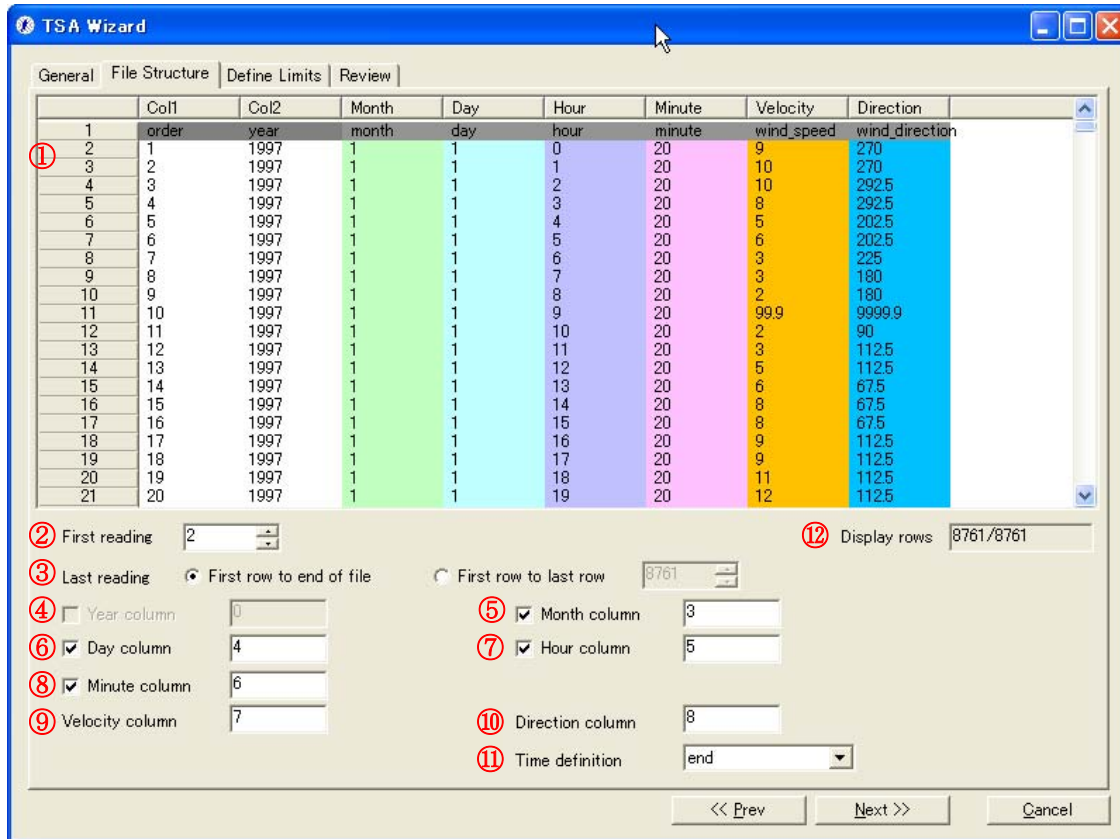 TSA Wizard
General File Structure Define Limits Review
Col1 Col2 Month Day Hour Minute Velocity Direction
1 order year month day hour minute wind_speed wind_direction
①
2 1 1997 1 1 0 20 9 270
3 2 1997 1 1 1 20 10 270
4 3 1997 1 1 2 20 10 292.5
5 4 1997 1 1 3 20 8 292.5
6 5 1997 1 1 4 20 5 202.5
7 6 1997 1 1 5 20 6 202.5
8 7 1997 1 1 6 20 3 225
9 8 1997 1 1 7 20 3 180
10 9 1997 1 1 8 20 2 180
11 10 1997 1 1 9 20 99.9 9999.9
12 11 1997 1 1 10 20 2 90
13 12 1997 1 1 11 20 3 112.5
14 13 1997 1 1 12 20 5 112.5
15 14 1997 1 1 13 20 6 67.5
16 15 1997 1 1 14 20 8 67.5
17 16 1997 1 1 15 20 8 67.5
18 17 1997 1 1 16 20 9 112.5
19 18 1997 1 1 17 20 9 112.5
20 19 1997 1 1 18 20 11 112.5
21 20 1997 1 1 19 20 12 112.5
② First reading 2 ⑫ Display rows 8761/8761
③ Last reading First row to end of file First row to last row 8761
④ Year column 0 ⑤ Month column 3
⑥ Day column 4 ⑦ Hour column 5
⑧ Minute column 6
⑨ Velocity column 7 ⑩ Direction column 8
⑪ Time definition end
<< Prev Next >> Cancel